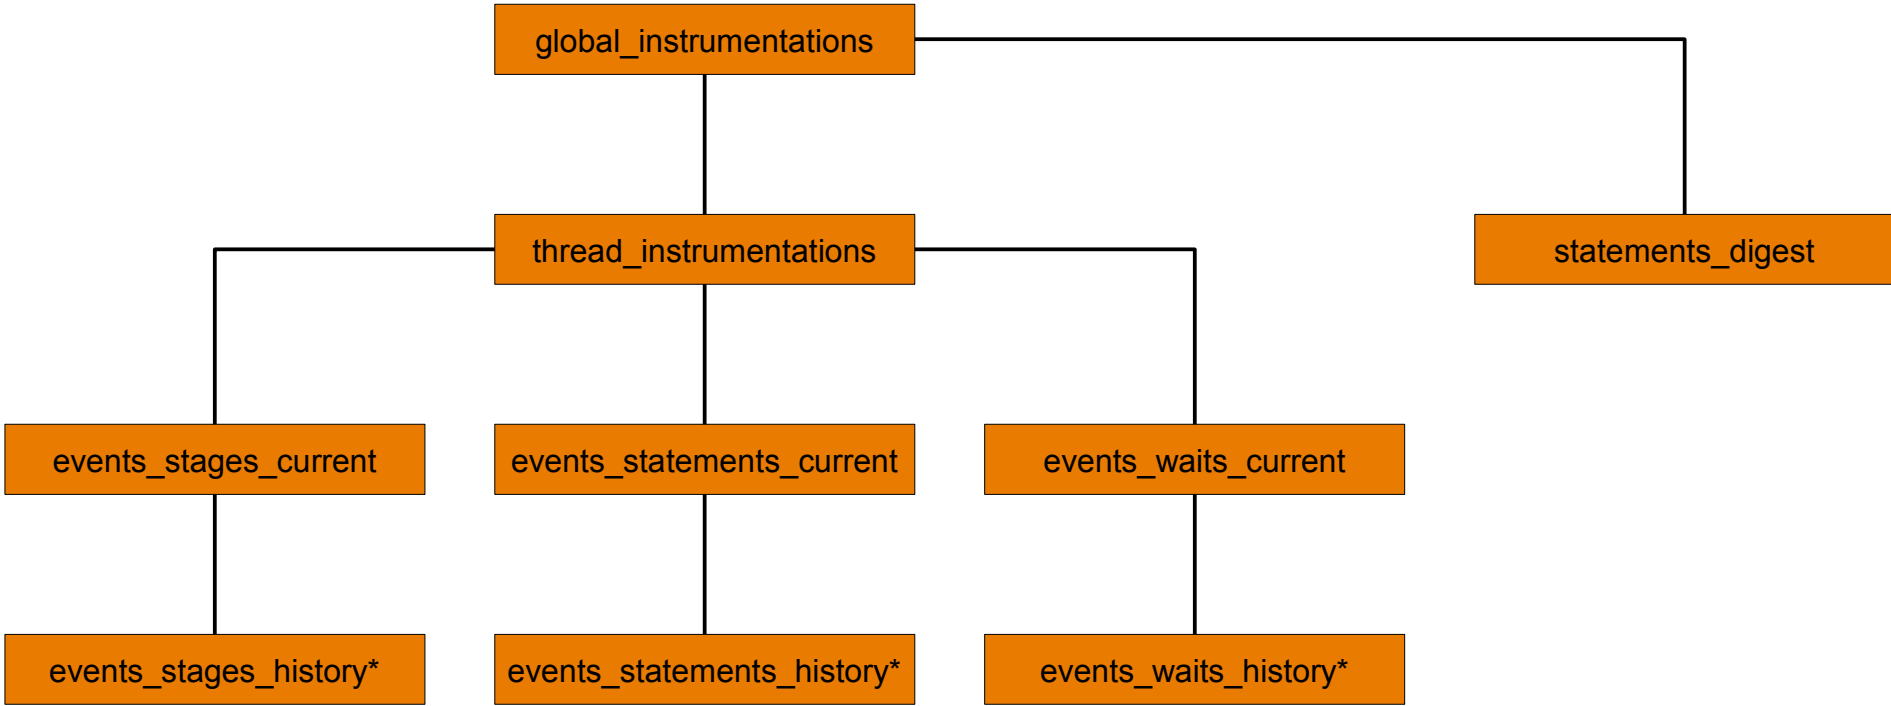 global_instrumentations
thread_instrumentations
statements_digest
events_stages_current
events_statements_current
events_waits_current
events_stages_history*
events_statements_history*
events_waits_history*